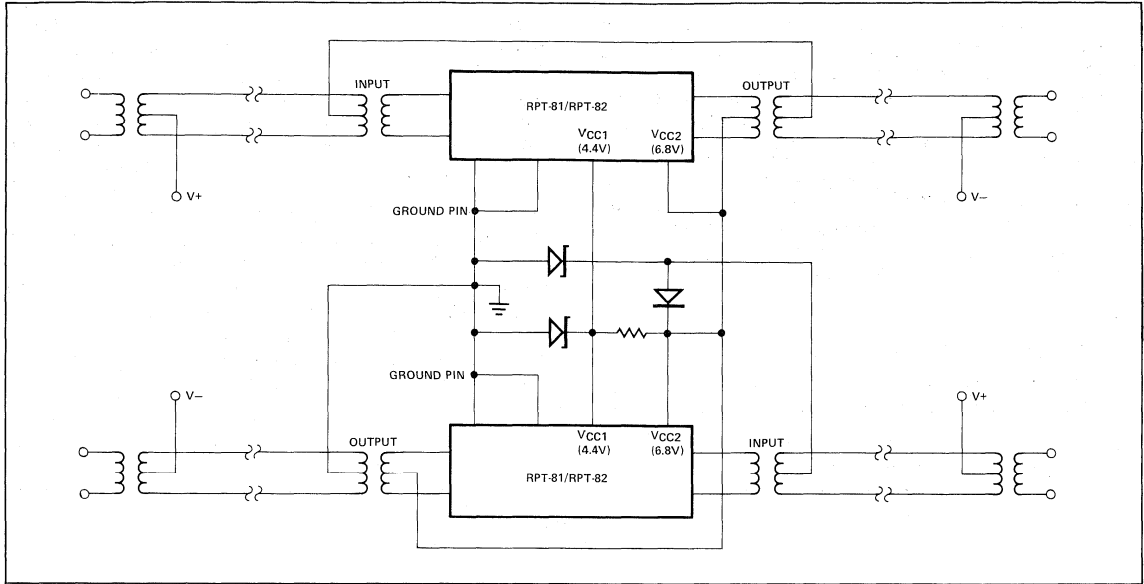 INPUT
RPT-81/RPT-82
OUTPUT
VCC1
(4.4V)
VCC2
(6.8V)
V+
V–
GROUND PIN
GROUND PIN
V–
V+
OUTPUT
VCC1
(4.4V)
VCC2
(6.8V)
INPUT
RPT-81/RPT-82